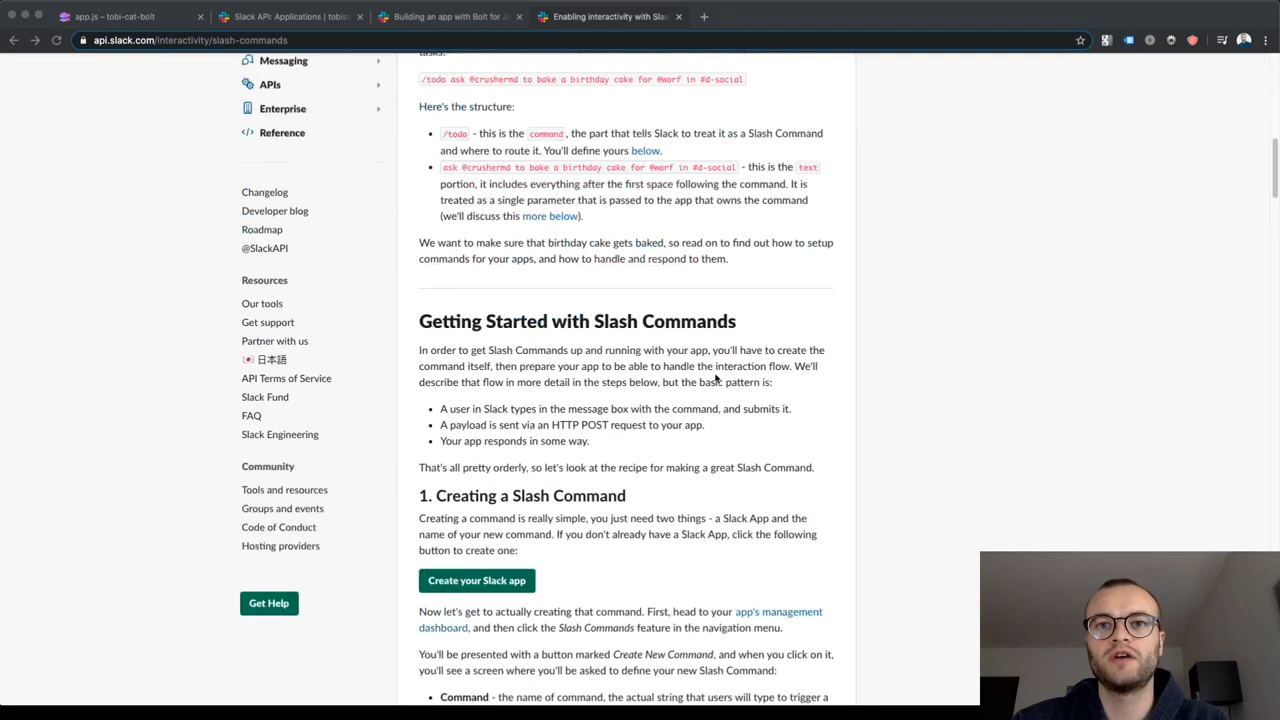 app.js – tobi-cat-bolt
Slack API: Applications | tobis
Building an app with Bolt for Ja
Enabling interactivity with Slas
api.slack.com/interactivity/slash-commands
Messaging
APIs
Enterprise
Reference
Changelog
Developer blog
Roadmap
@SlackAPI
Resources
Our tools
Get support
Partner with us
日本語
API Terms of Service
Slack Fund
FAQ
Slack Engineering
Community
Tools and resources
Groups and events
Code of Conduct
Hosting providers
Get Help
tasks:
/todo ask @crushermd to bake a birthday cake for @worf in #d-social
Here's the structure:
/todo - this is the command, the part that tells Slack to treat it as a Slash Command
and where to route it. You'll define yours below.
ask @crushermd to bake a birthday cake for @worf in #d-social - this is the text
portion, it includes everything after the first space following the command. It is
treated as a single parameter that is passed to the app that owns the command
(we'll discuss this more below).
We want to make sure that birthday cake gets baked, so read on to find out how to setup
commands for your apps, and how to handle and respond to them.
Getting Started with Slash Commands
In order to get Slash Commands up and running with your app, you'll have to create the
command itself, then prepare your app to be able to handle the interaction flow. We'll
describe that flow in more detail in the steps below, but the basic pattern is:
A user in Slack types in the message box with the command, and submits it.
A payload is sent via an HTTP POST request to your app.
Your app responds in some way.
That's all pretty orderly, so let's look at the recipe for making a great Slash Command.
1. Creating a Slash Command
Creating a command is really simple, you just need two things - a Slack App and the
name of your new command. If you don't already have a Slack App, click the following
button to create one:
Create your Slack app
Now let's get to actually creating that command. First, head to your app's management
dashboard, and then click the Slash Commands feature in the navigation menu.
You'll be presented with a button marked Create New Command, and when you click on it,
you'll see a screen where you'll be asked to define your new Slash Command:
Command - the name of command, the actual string that users will type to trigger a